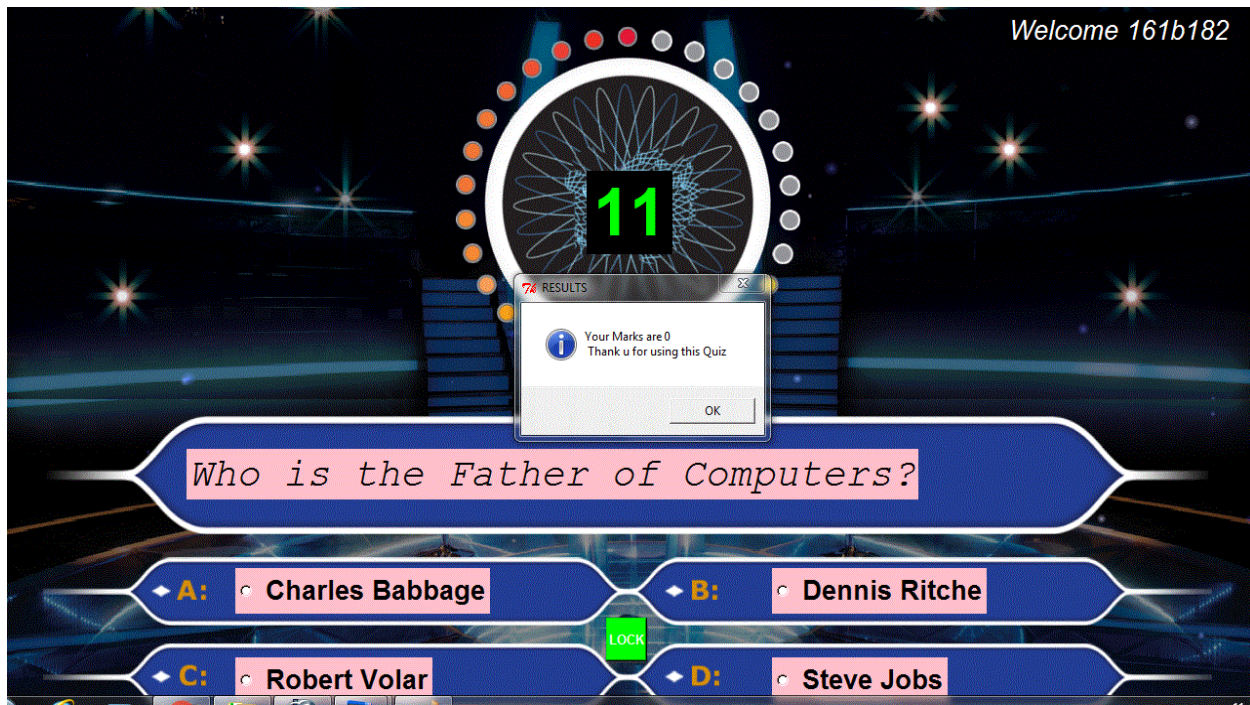 Welcome 161b182
11
RESULTS
Your Marks are 0
Thank u for using this Quiz
OK
Who is the Father of Computers?
A: Charles Babbage
B: Dennis Ritche
LOCK
C: Robert Volar
D: Steve Jobs